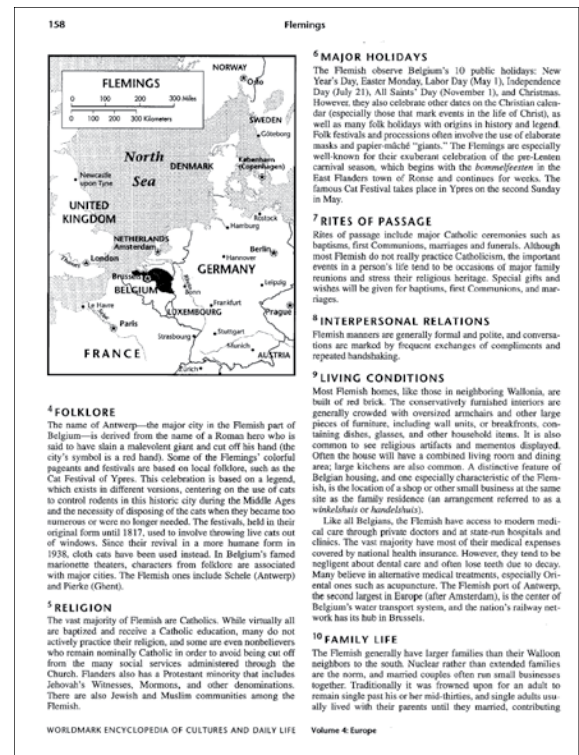 158
Flemings
FLEMINGS
0 100 200 300 Miles
0 100 200 300 Kilometers
NORWAY
Oslo
SWEDEN
Göteborg
North
Sea
DENMARK
København
(Copenhagen)
Newcastle
upon Tyne
UNITED
KINGDOM
Rostock
Hamburg
NETHERLANDS
Amsterdam
Berlin
Hannover
Thames
London
GERMANY
Brussels
BELGIUM
Bonn
Leipzig
Le Havre
Frankfurt
LUXEMBOURG
Prague
Paris
Stuttgart
Strasbourg
Munich
FRANCE
AUSTRIA
Zürich
4 FOLKLORE
The name of Antwerp—the major city in the Flemish part of
Belgium—is derived from the name of a Roman hero who is
said to have slain a malevolent giant and cut off his hand (the
city's symbol is a red hand). Some of the Flemings' colorful
pageants and festivals are based on local folklore, such as the
Cat Festival of Ypres. This celebration is based on a legend,
which exists in different versions, centering on the use of cats
to control rodents in this historic city during the Middle Ages
and the necessity of disposing of the cats when they became too
numerous or were no longer needed. The festivals, held in their
original form until 1817, used to involve throwing live cats out
of windows. Since their revival in a more humane form in
1938, cloth cats have been used instead. In Belgium's famed
marionette theaters, characters from folklore are associated
with major cities. The Flemish ones include Schele (Antwerp)
and Pierke (Ghent).
5 RELIGION
The vast majority of Flemish are Catholics. While virtually all
are baptized and receive a Catholic education, many do not
actively practice their religion, and some are even nonbelievers
who remain nominally Catholic in order to avoid being cut off
from the many social services administered through the
Church. Flanders also has a Protestant minority that includes
Jehovah's Witnesses, Mormons, and other denominations.
There are also Jewish and Muslim communities among the
Flemish.
6 MAJOR HOLIDAYS
The Flemish observe Belgium's 10 public holidays: New
Year's Day, Easter Monday, Labor Day (May 1), Independence
Day (July 21), All Saints' Day (November 1), and Christmas.
However, they also celebrate other dates on the Christian calen-
dar (especially those that mark events in the life of Christ), as
well as many folk holidays with origins in history and legend.
Folk festivals and processions often involve the use of elaborate
masks and papier-mâché "giants." The Flemings are especially
well-known for their exuberant celebration of the pre-Lenten
carnival season, which begins with the bommelfeesten in the
East Flanders town of Ronse and continues for weeks. The
famous Cat Festival takes place in Ypres on the second Sunday
in May.
7 RITES OF PASSAGE
Rites of passage include major Catholic ceremonies such as
baptisms, first Communions, marriages and funerals. Although
most Flemish do not really practice Catholicism, the important
events in a person's life tend to be occasions of major family
reunions and stress their religious heritage. Special gifts and
wishes will be given for baptisms, first Communions, and mar-
riages.
8 INTERPERSONAL RELATIONS
Flemish manners are generally formal and polite, and conversa-
tions are marked by frequent exchanges of compliments and
repeated handshaking.
9 LIVING CONDITIONS
Most Flemish homes, like those in neighboring Wallonia, are
built of red brick. The conservatively furnished interiors are
generally crowded with oversized armchairs and other large
pieces of furniture, including wall units, or breakfronts, con-
taining dishes, glasses, and other household items. It is also
common to see religious artifacts and mementos displayed.
Often the house will have a combined living room and dining
area; large kitchens are also common. A distinctive feature of
Belgian housing, and one especially characteristic of the Flem-
ish, is the location of a shop or other small business at the same
site as the family residence (an arrangement referred to as a
winkelshuis or handelshuis).
Like all Belgians, the Flemish have access to modern medi-
cal care through private doctors and at state-run hospitals and
clinics. The vast majority have most of their medical expenses
covered by national health insurance. However, they tend to be
negligent about dental care and often lose teeth due to decay.
Many believe in alternative medical treatments, especially Ori-
ental ones such as acupuncture. The Flemish port of Antwerp,
the second largest in Europe (after Amsterdam), is the center of
Belgium's water transport system, and the nation's railway net-
work has its hub in Brussels.
10 FAMILY LIFE
The Flemish generally have larger families than their Walloon
neighbors to the south. Nuclear rather than extended families
are the norm, and married couples often run small businesses
together. Traditionally it was frowned upon for an adult to
remain single past his or her mid-thirties, and single adults usu-
ally lived with their parents until they married, contributing
WORLDMARK ENCYCLOPEDIA OF CULTURES AND DAILY LIFE Volume 4: Europe